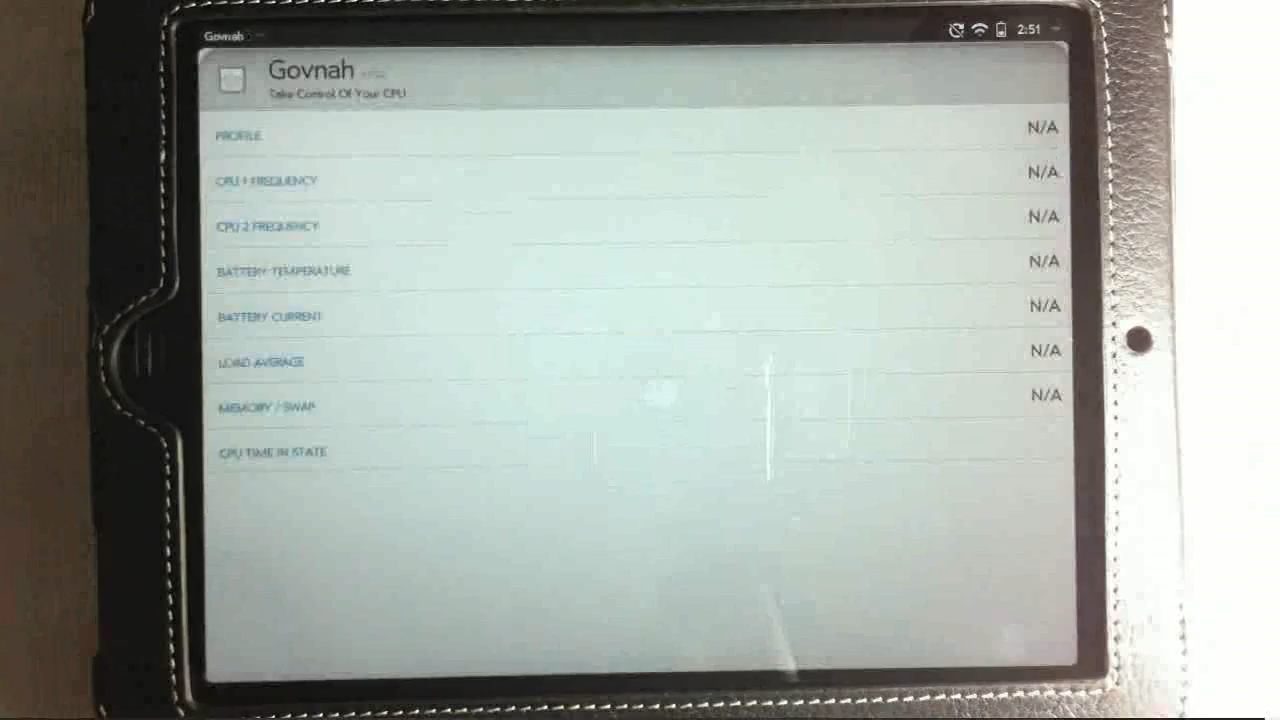 Govnah
2:51
Govnah
Take Control Of Your CPU
PROFILE N/A
CPU 1 FREQUENCY N/A
CPU 2 FREQUENCY N/A
BATTERY TEMPERATURE N/A
BATTERY CURRENT N/A
LOAD AVERAGE N/A
MEMORY / SWAP N/A
CPU TIME IN STATE